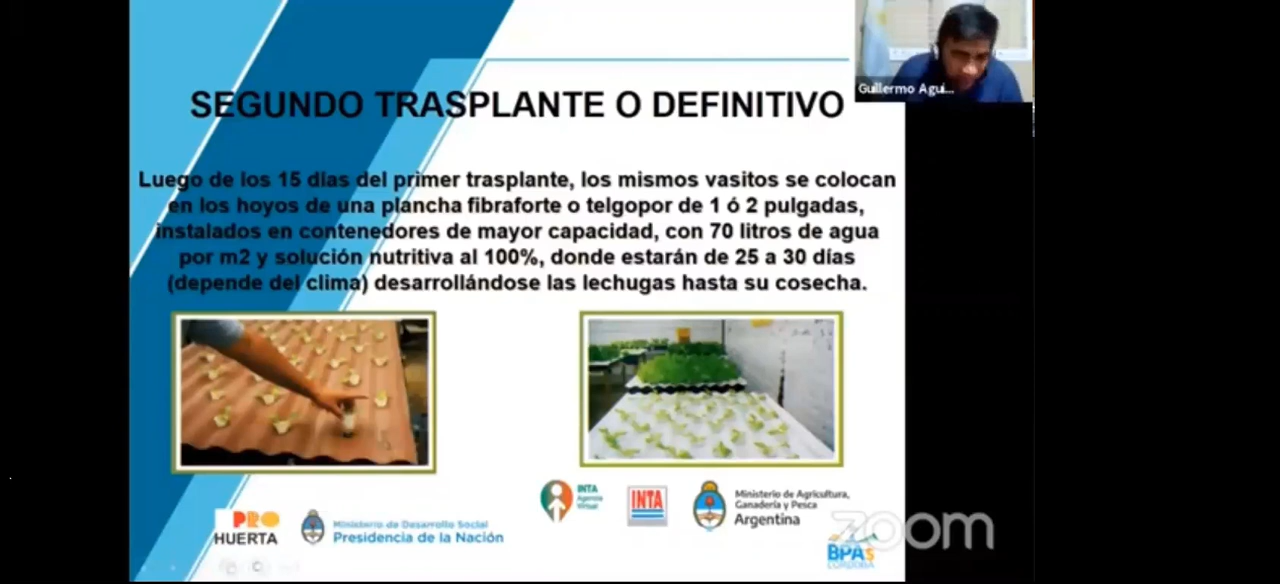 Guillermo Agui...
SEGUNDO TRASPLANTE O DEFINITIVO
Luego de los 15 días del primer trasplante, los mismos vasitos se colocan
en los hoyos de una plancha fibraforte o telgopor de 1 ó 2 pulgadas,
instalados en contenedores de mayor capacidad, con 70 litros de agua
por m2 y solución nutritiva al 100%, donde estarán de 25 a 30 días
(depende del clima) desarrollándose las lechugas hasta su cosecha.
PRO
HUERTA
Ministerio de Desarrollo Social
Presidencia de la Nación
INTA
Agencia
Virtual
INTA
Ministerio de Agricultura,
Ganadería y Pesca
Argentina
zoom
BPAs
CÓRDOBA